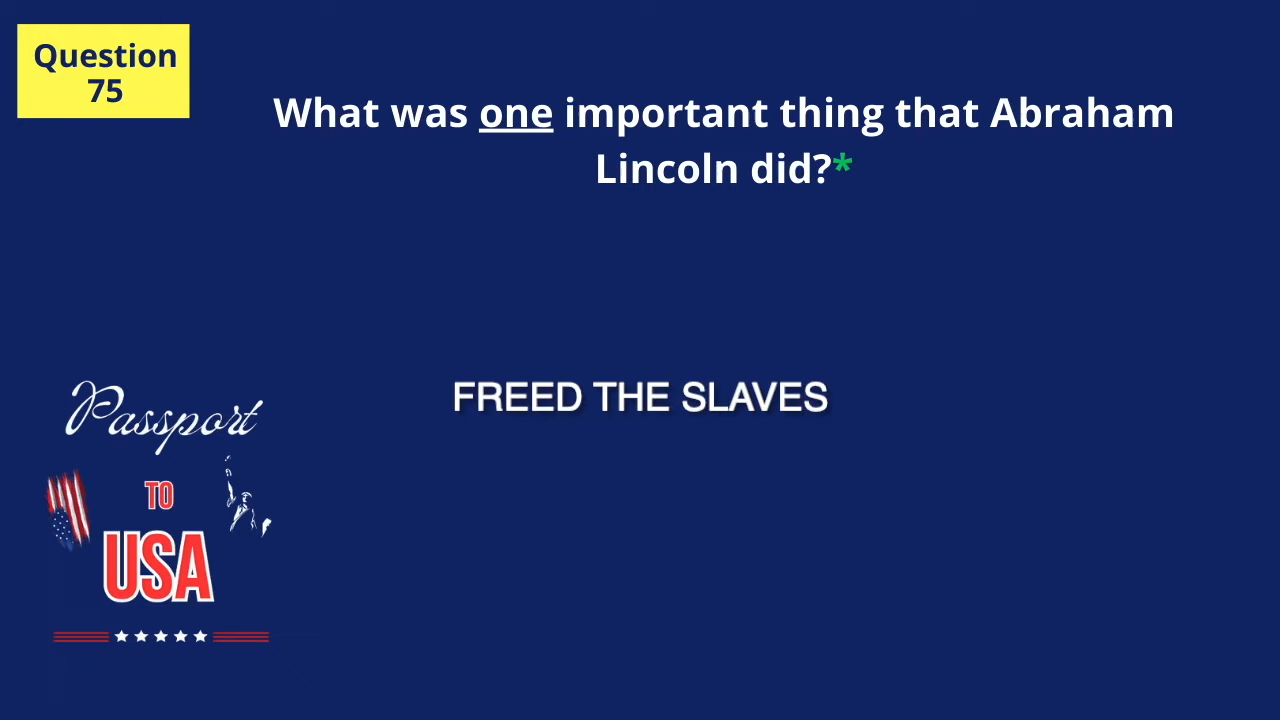 Question
75
What was one important thing that Abraham
Lincoln did?*
FREED THE SLAVES
Passport
TO
USA